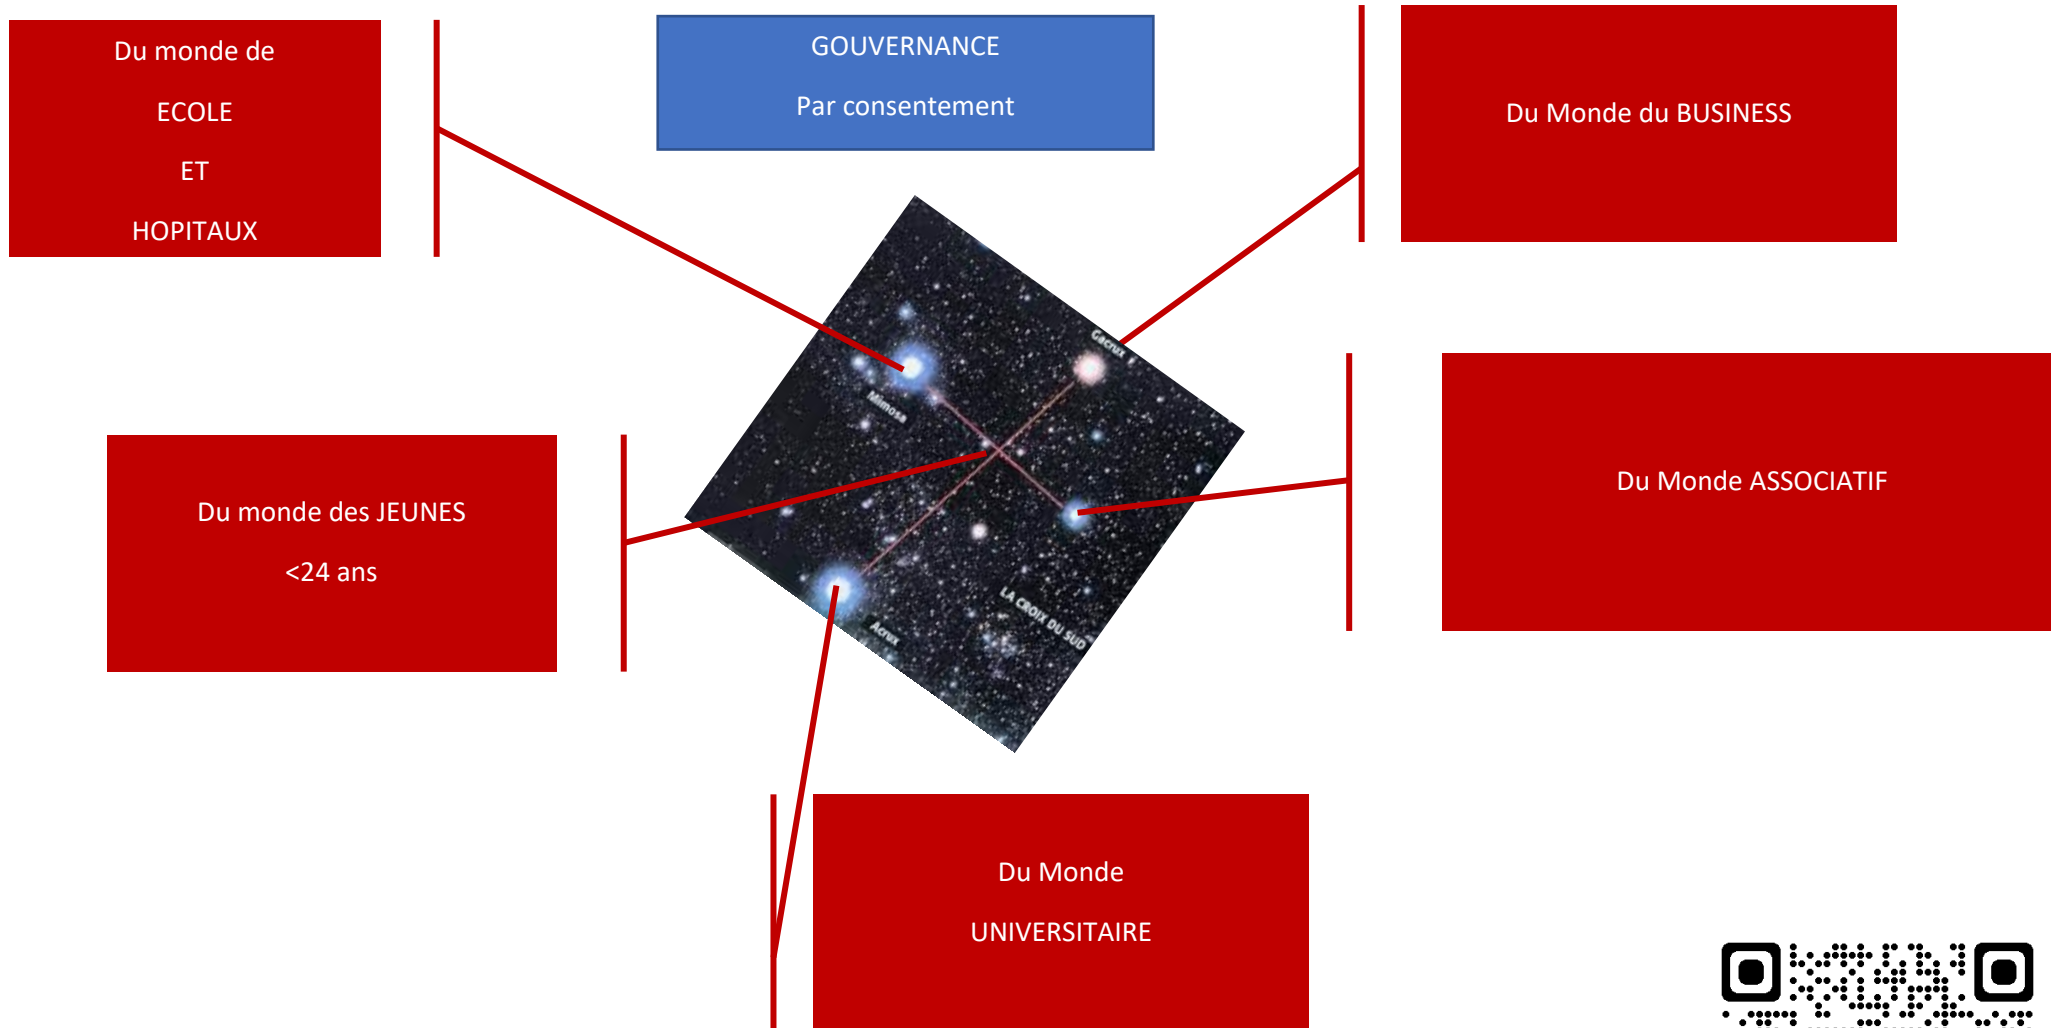 Du monde de
ECOLE
ET
HOPITAUX
GOUVERNANCE
Par consentement
Du Monde du BUSINESS
Gacrux
Mimosa
Du Monde ASSOCIATIF
Du monde des JEUNES
<24 ans
LA CROIX DU SUD
Acrux
Du Monde
UNIVERSITAIRE